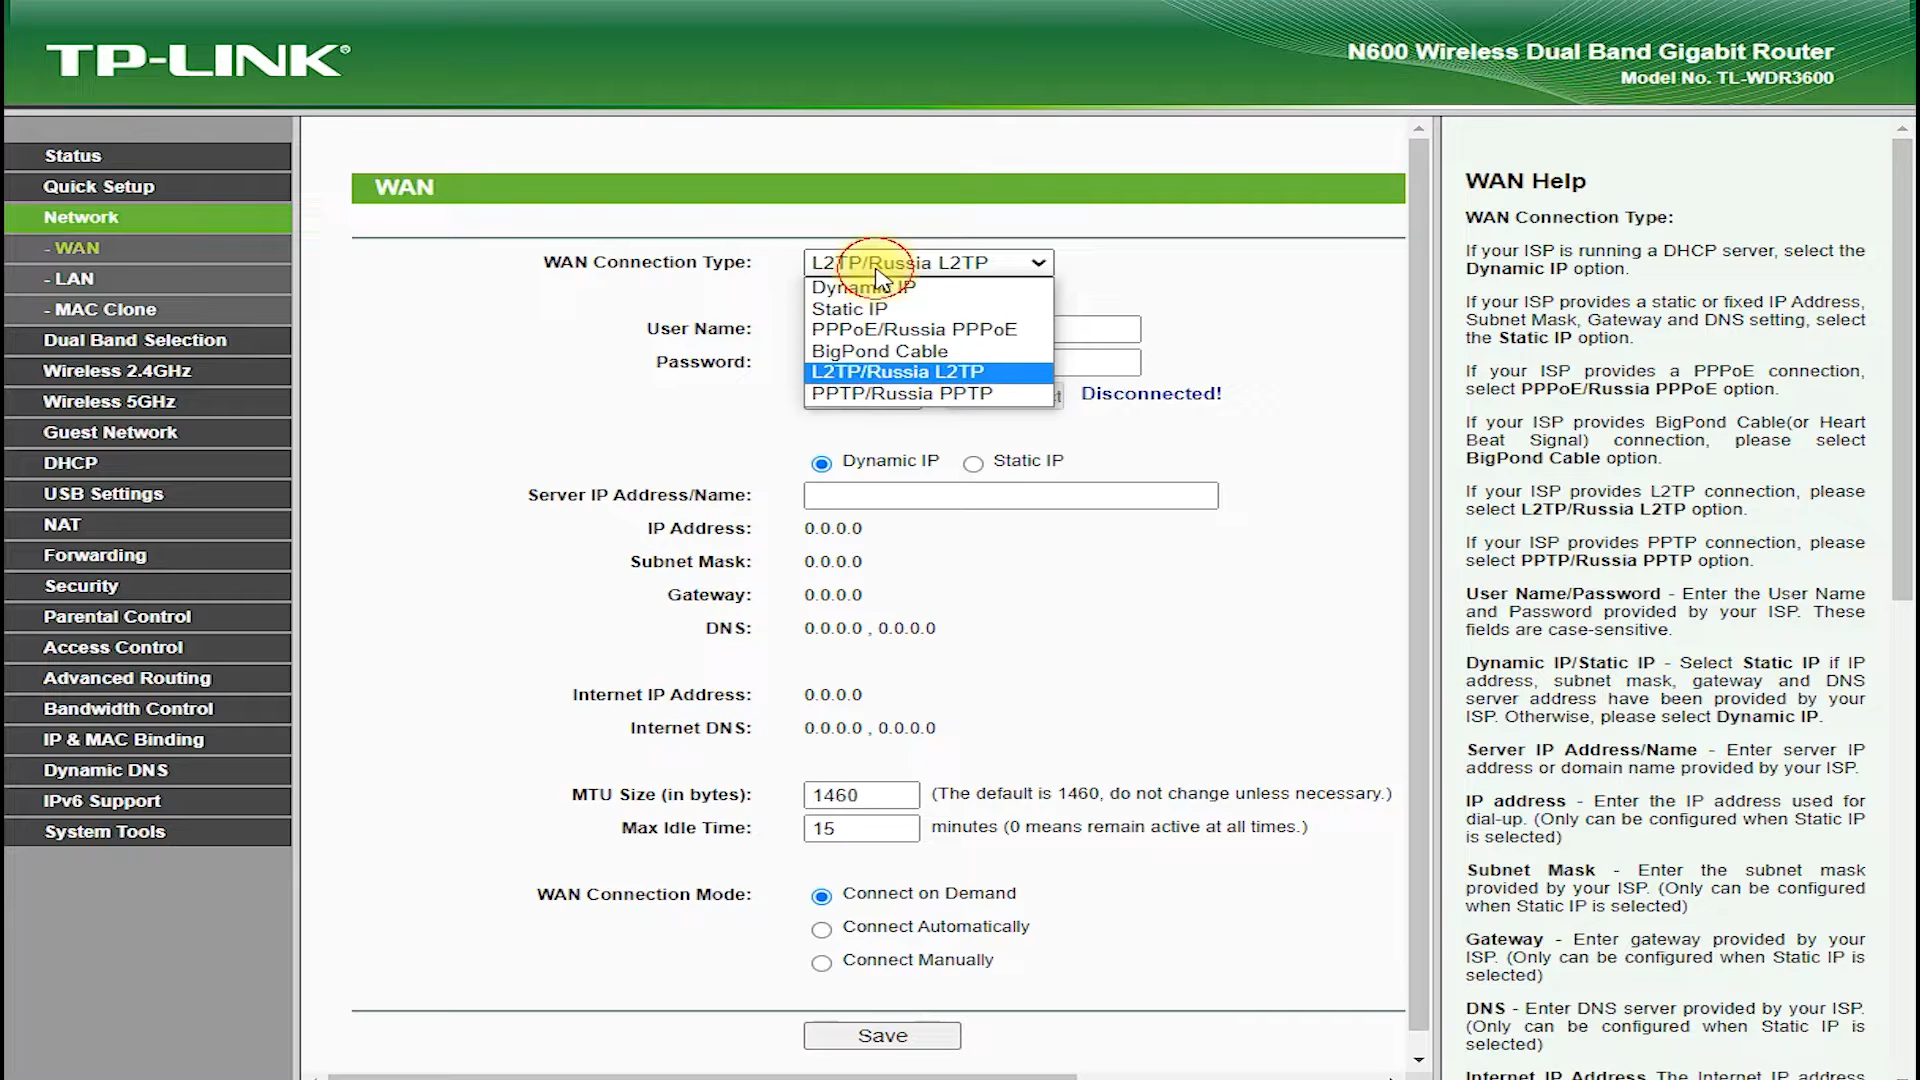 TP-LINK®
N600 Wireless Dual Band Gigabit Router
Model No. TL-WDR3600
Status
Quick Setup
Network
- WAN
- LAN
- MAC Clone
Dual Band Selection
Wireless 2.4GHz
Wireless 5GHz
Guest Network
DHCP
USB Settings
NAT
Forwarding
Security
Parental Control
Access Control
Advanced Routing
Bandwidth Control
IP & MAC Binding
Dynamic DNS
IPv6 Support
System Tools
WAN
WAN Connection Type: L2TP/Russia L2TP
Dynamic IP
Static IP
PPPoE/Russia PPPoE
BigPond Cable
L2TP/Russia L2TP
PPTP/Russia PPTP
User Name:
Password:
Disconnected!
Dynamic IP Static IP
Server IP Address/Name:
IP Address: 0.0.0.0
Subnet Mask: 0.0.0.0
Gateway: 0.0.0.0
DNS: 0.0.0.0 , 0.0.0.0
Internet IP Address: 0.0.0.0
Internet DNS: 0.0.0.0 , 0.0.0.0
MTU Size (in bytes): 1460 (The default is 1460, do not change unless necessary.)
Max Idle Time: 15 minutes (0 means remain active at all times.)
WAN Connection Mode: Connect on Demand
Connect Automatically
Connect Manually
Save
WAN Help
WAN Connection Type:
If your ISP is running a DHCP server, select the
Dynamic IP option.
If your ISP provides a static or fixed IP Address,
Subnet Mask, Gateway and DNS setting, select
the Static IP option.
If your ISP provides a PPPoE connection,
select PPPoE/Russia PPPoE option.
If your ISP provides BigPond Cable(or Heart
Beat Signal) connection, please select
BigPond Cable option.
If your ISP provides L2TP connection, please
select L2TP/Russia L2TP option.
If your ISP provides PPTP connection, please
select PPTP/Russia PPTP option.
User Name/Password - Enter the User Name
and Password provided by your ISP. These
fields are case-sensitive.
Dynamic IP/Static IP - Select Static IP if IP
address, subnet mask, gateway and DNS
server address have been provided by your
ISP. Otherwise, please select Dynamic IP.
Server IP Address/Name - Enter server IP
address or domain name provided by your ISP.
IP address - Enter the IP address used for
dial-up. (Only can be configured when Static IP
is selected)
Subnet Mask - Enter the subnet mask
provided by your ISP. (Only can be configured
when Static IP is selected)
Gateway - Enter gateway provided by your
ISP. (Only can be configured when Static IP is
selected)
DNS - Enter DNS server provided by your ISP.
(Only can be configured when Static IP is
selected)
Internet IP Address The Internet IP address